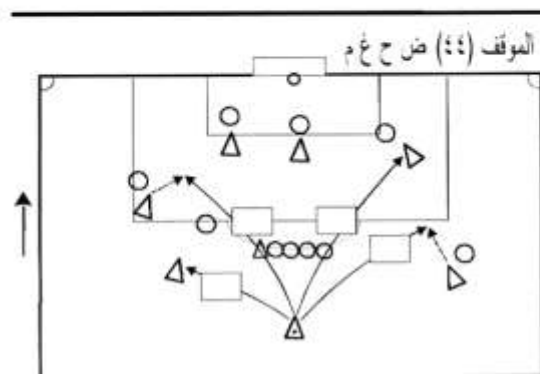 الموقف (٤٤) ض ح غ م